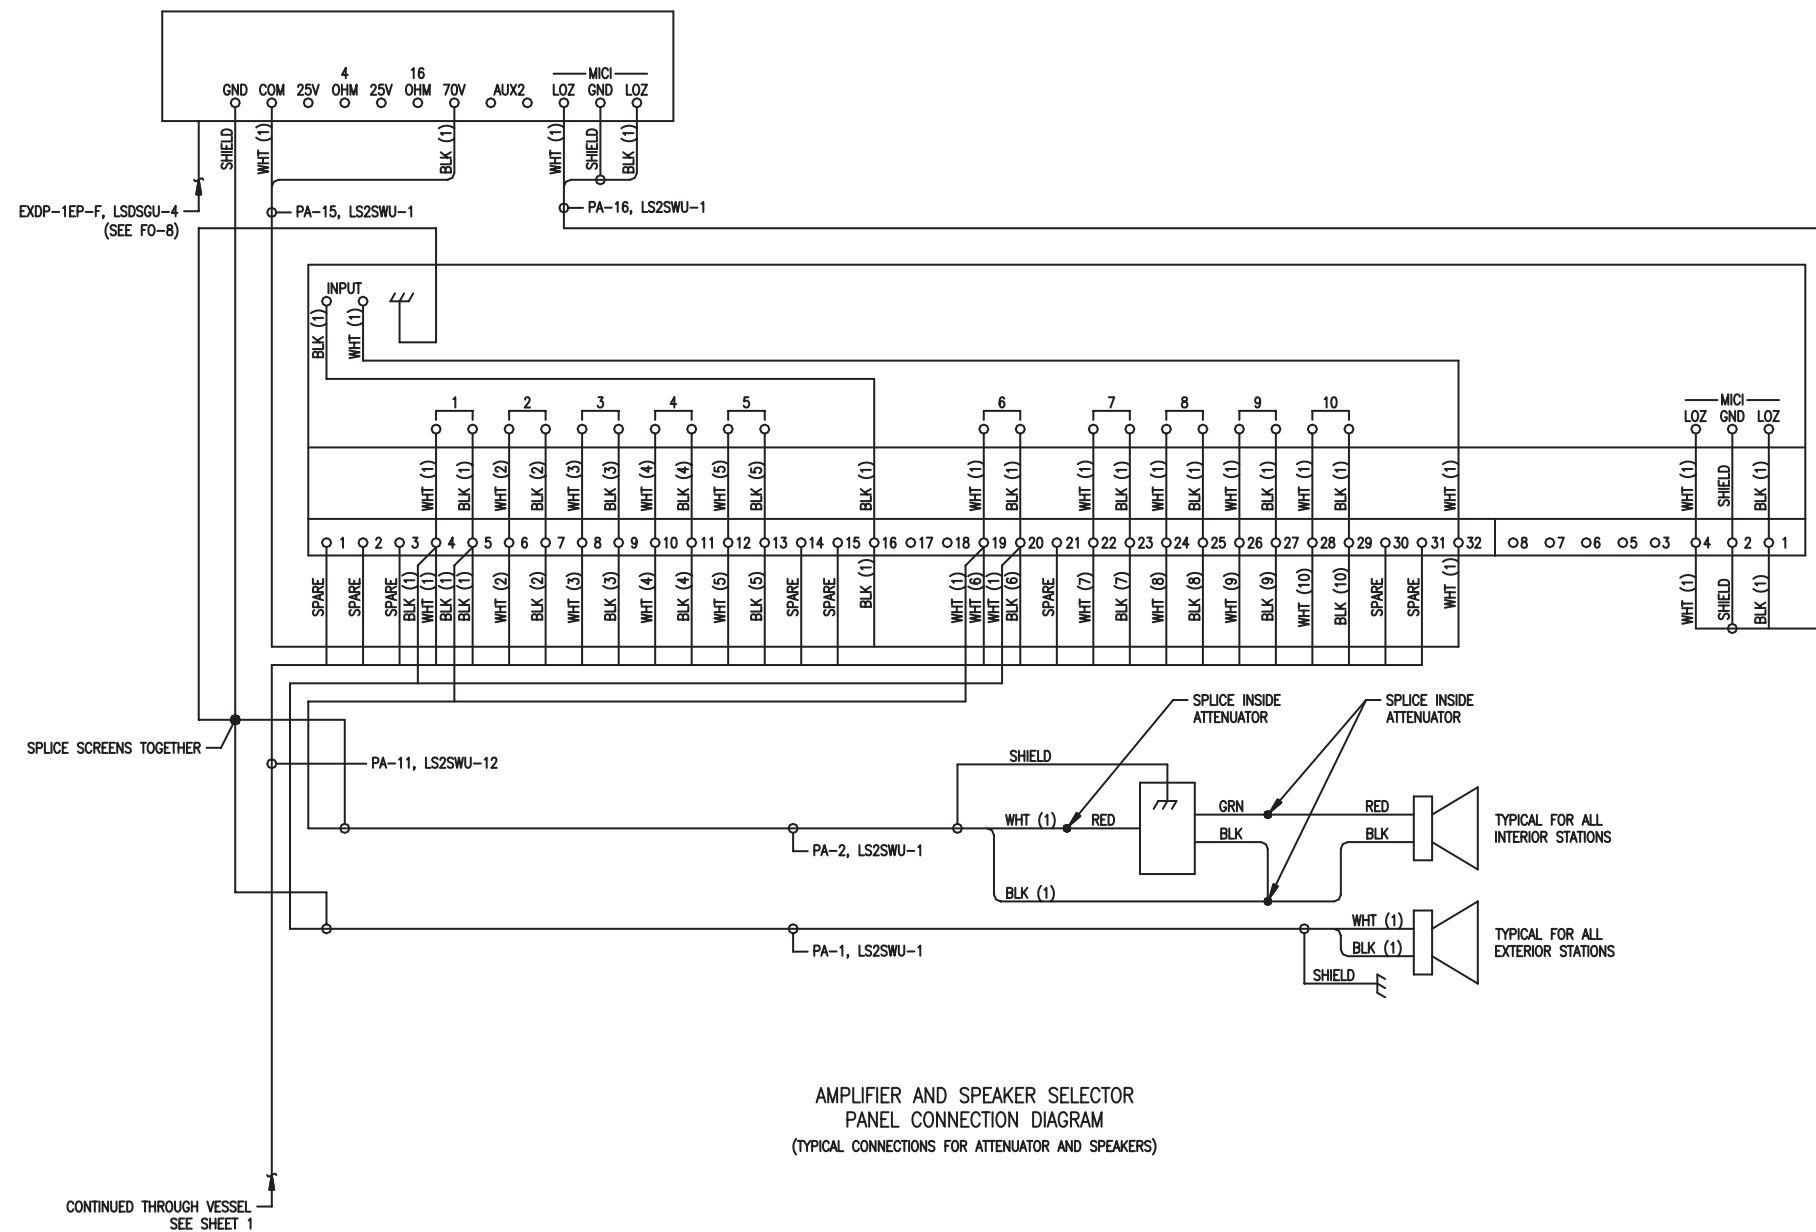 4 16 MICI
GND COM 25V OHM 25V OHM 70V AUX2 LOZ GND LOZ
SHIELD WHT (1) BLK (1) WHT (1) SHIELD BLK (1)
EXDP-1EP-F, LSDSGU-4
(SEE FO-8)
PA-15, LS2SWU-1
PA-16, LS2SWU-1
INPUT
BLK (1) WHT (1)
1 2 3 4 5 6 7 8 9 10
MICI
LOZ GND LOZ
WHT (1) BLK (1) WHT (2) BLK (2) WHT (3) BLK (3) WHT (4) BLK (4) WHT (5) BLK (5) BLK (1) WHT (1) BLK (1) WHT (1) BLK (1) WHT (1) BLK (1) WHT (1) BLK (1) WHT (1) BLK (1) WHT (1) WHT (1) SHIELD BLK (1)
1 2 3 4 5 6 7 8 9 10 11 12 13 14 15 16 17 18 19 20 21 22 23 24 25 26 27 28 29 30 31 32 8 7 6 5 3 4 2 1
SPARE SPARE SPARE BLK (1) WHT (1) BLK (1) BLK (1) WHT (2) BLK (2) WHT (3) BLK (3) WHT (4) BLK (4) WHT (5) BLK (5) SPARE SPARE BLK (1) WHT (1) WHT (6) WHT (1) BLK (6) SPARE WHT (7) BLK (7) WHT (8) BLK (8) WHT (9) BLK (9) WHT (10) BLK (10) SPARE SPARE WHT (1) WHT (1) SHIELD BLK (1)
SPLICE INSIDE
ATTENUATOR
SPLICE INSIDE
ATTENUATOR
SPLICE SCREENS TOGETHER
PA-11, LS2SWU-12
SHIELD
WHT (1) RED GRN RED
BLK BLK
TYPICAL FOR ALL
INTERIOR STATIONS
PA-2, LS2SWU-1
BLK (1)
WHT (1)
BLK (1)
TYPICAL FOR ALL
EXTERIOR STATIONS
PA-1, LS2SWU-1
SHIELD
AMPLIFIER AND SPEAKER SELECTOR
PANEL CONNECTION DIAGRAM
(TYPICAL CONNECTIONS FOR ATTENUATOR AND SPEAKERS)
CONTINUED THROUGH VESSEL
SEE SHEET 1